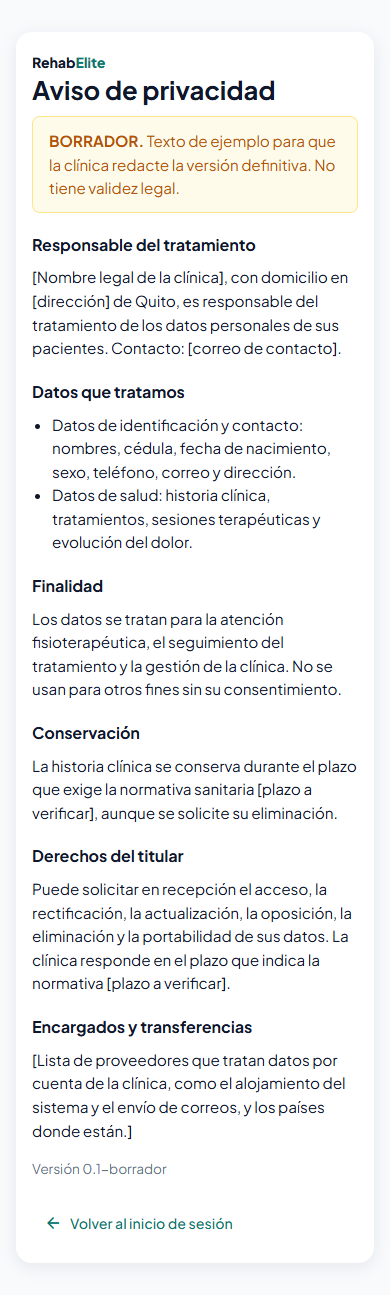 RehabElite
Aviso de privacidad
BORRADOR. Texto de ejemplo para que
la clínica redacte la versión definitiva. No
tiene validez legal.
Responsable del tratamiento
[Nombre legal de la clínica], con domicilio en
[dirección] de Quito, es responsable del
tratamiento de los datos personales de sus
pacientes. Contacto: [correo de contacto].
Datos que tratamos
• Datos de identificación y contacto:
nombres, cédula, fecha de nacimiento,
sexo, teléfono, correo y dirección.
• Datos de salud: historia clínica,
tratamientos, sesiones terapéuticas y
evolución del dolor.
Finalidad
Los datos se tratan para la atención
fisioterapéutica, el seguimiento del
tratamiento y la gestión de la clínica. No se
usan para otros fines sin su consentimiento.
Conservación
La historia clínica se conserva durante el plazo
que exige la normativa sanitaria [plazo a
verificar], aunque se solicite su eliminación.
Derechos del titular
Puede solicitar en recepción el acceso, la
rectificación, la actualización, la oposición, la
eliminación y la portabilidad de sus datos. La
clínica responde en el plazo que indica la
normativa [plazo a verificar].
Encargados y transferencias
[Lista de proveedores que tratan datos por
cuenta de la clínica, como el alojamiento del
sistema y el envío de correos, y los países
donde están.]
Versión 0.1-borrador
← Volver al inicio de sesión